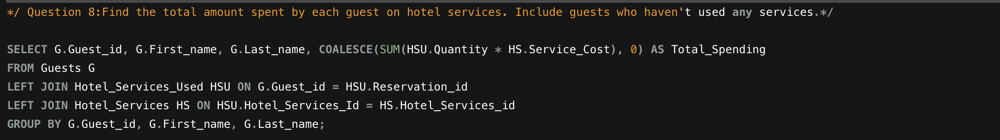 */ Question 8:Find the total amount spent by each guest on hotel services. Include guests who haven't used any services.*/
SELECT G.Guest_id, G.First_name, G.Last_name, COALESCE(SUM(HSU.Quantity * HS.Service_Cost), 0) AS Total_Spending
FROM Guests G
LEFT JOIN Hotel_Services_Used HSU ON G.Guest_id = HSU.Reservation_id
LEFT JOIN Hotel_Services HS ON HSU.Hotel_Services_Id = HS.Hotel_Services_id
GROUP BY G.Guest_id, G.First_name, G.Last_name;